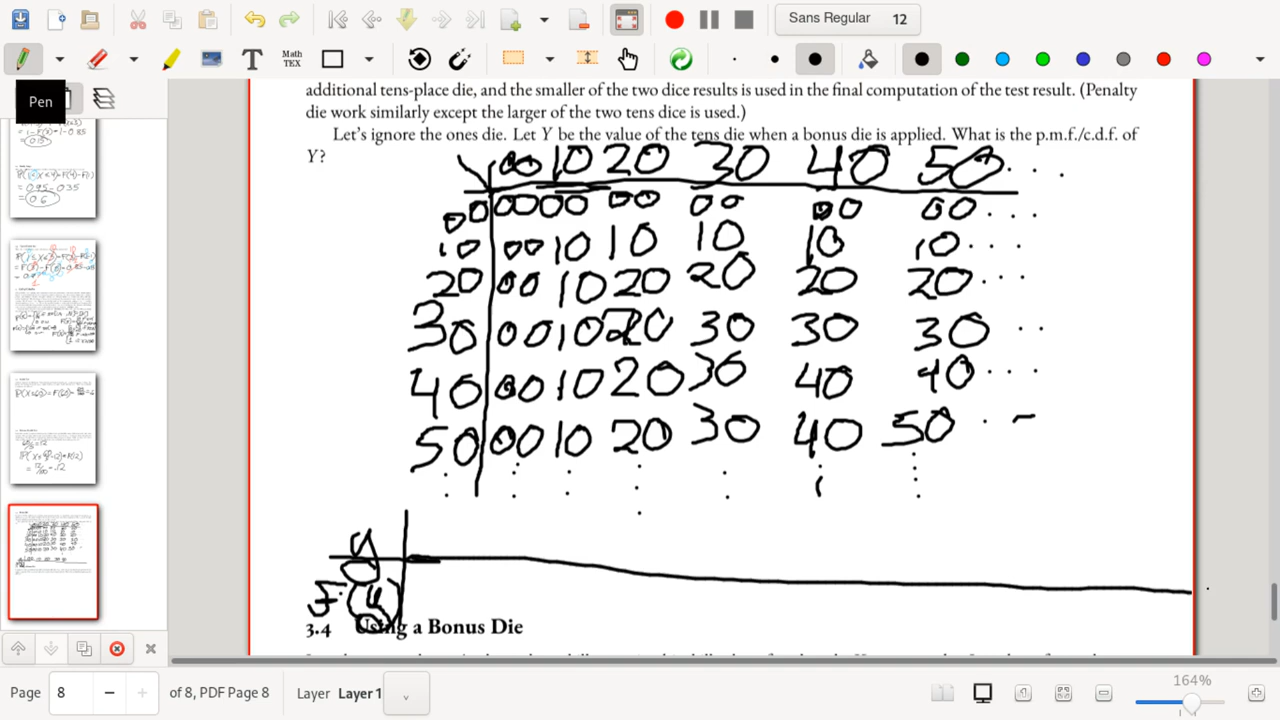 Sans Regular 12
T Math TEX
Pen
additional tens-place die, and the smaller of the two dice results is used in the final computation of the test result. (Penalty
die work similarly except the larger of the two tens dice is used.)
Let's ignore the ones die. Let Y be the value of the tens die when a bonus die is applied. What is the p.m.f./c.d.f. of
Y?
00 10 20 30 40 50 . . .
00 00 00 00 00 00 00 . . .
10 00 10 10 10 10 10 . . .
20 00 10 20 20 20 20 . . .
30 00 10 20 30 30 30 . .
40 00 10 20 30 40 40 . . .
50 00 10 20 30 40 50 . -
y
3.4 Using a Bonus Die
Page 8 of 8, PDF Page 8 Layer Layer 1 164%